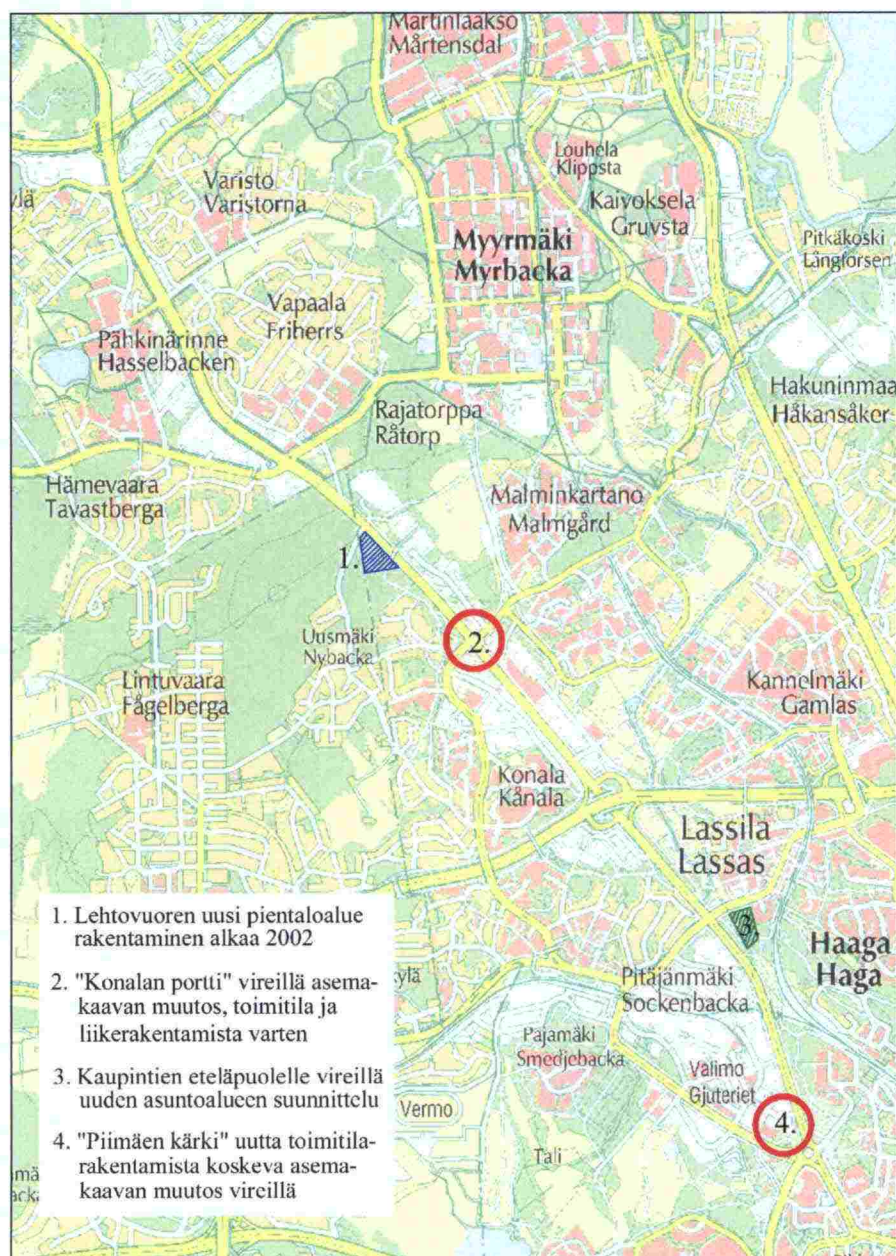 Martinlaakso
Mårtensdal
Louhela
Klippsta
Varisto
Varistorna
Kaivoksela
Gruvsta
ylä
Myyrmäki
Myrbacka
Pitkäkoski
Långforsen
Vapaala
Friherrs
Pähkinärinne
Hasselbacken
Hakuninmaa
Håkansåker
Rajatorppa
Råtorp
Hämevaara
Tavastberga
Malminkartano
Malmgård
1.
2.
Uusmäki
Nybacka
Lintuvaara
Fågelberga
Kannelmäki
Gamlas
Konala
Kånala
Lassila
Lassas
3.
Haaga
Haga
Pitäjänmäki
Sockenbacka
kylä
Pajamäki
Smedjebacka
Valimo
Gjuteriet
Vermo
4.
Tali
mä
ack
1. Lehtovuoren uusi pientaloalue
rakentaminen alkaa 2002
2. "Konalan portti" vireillä asema-
kaavan muutos, toimitila ja
liikerakentamista varten
3. Kaupintien eteläpuolelle vireillä
uuden asuntoalueen suunnittelu
4. "Piimäen kärki" uutta toimitila-
rakentamista koskeva asema-
kaavan muutos vireillä